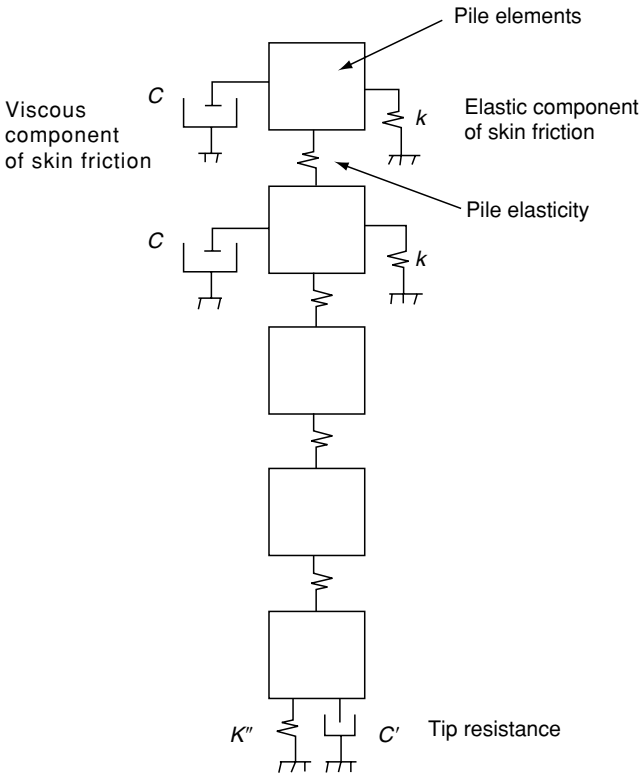 Pile elements
C
Viscous
component
of skin friction
k
Elastic component
of skin friction
Pile elasticity
C
k
K″
C′
Tip resistance